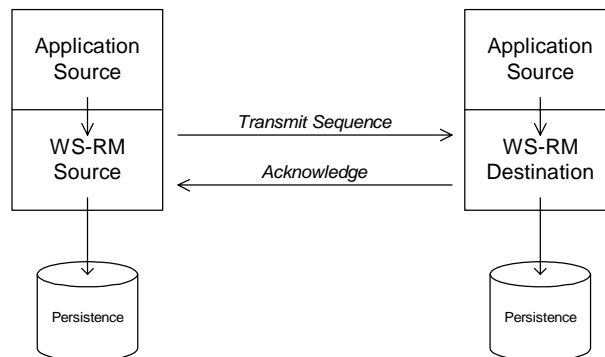 Application
Source
Application
Source
Transmit Sequence
WS-RM
Source
WS-RM
Destination
Acknowledge
Persistence
Persistence